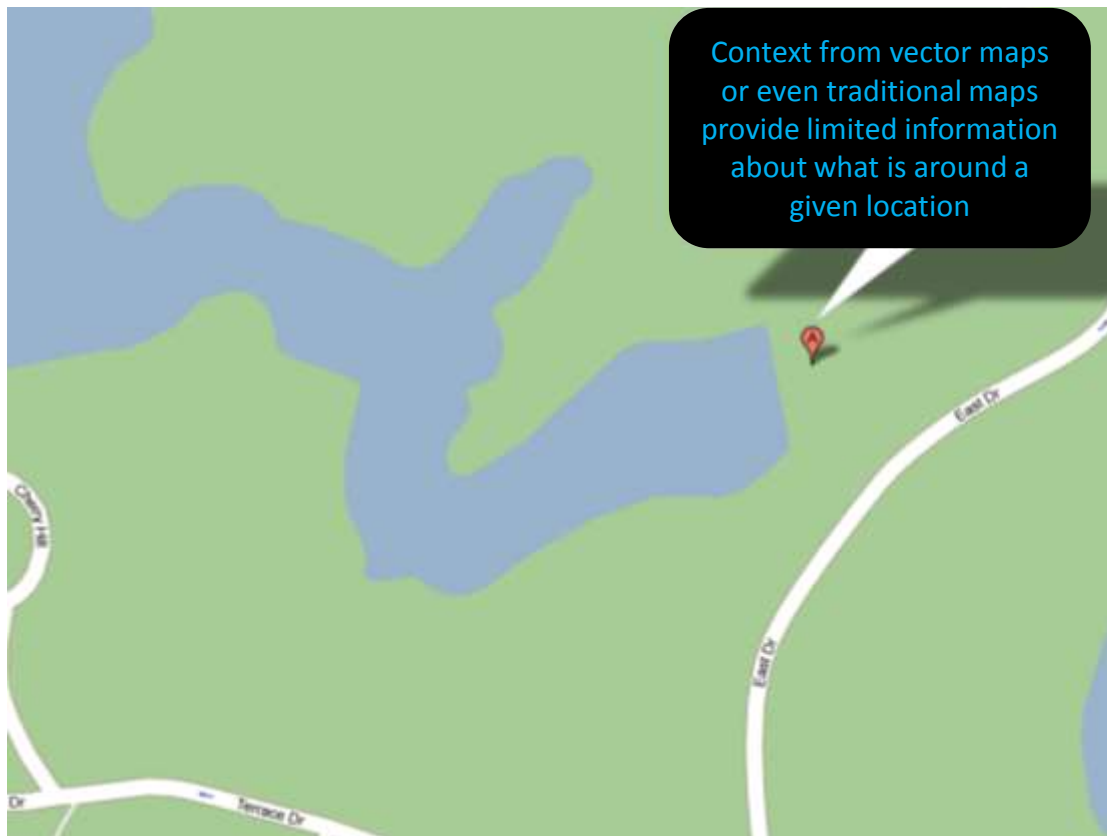 Context from vector maps
or even traditional maps
provide limited information
about what is around a
given location
A
East Dr
Cherry Hill
East Dr
Dr
Terrace Dr